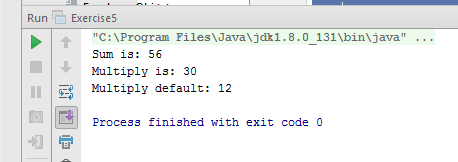 Run Exercise5
"C:\Program Files\Java\jdk1.8.0_131\bin\java" ...
Sum is: 56
Multiply is: 30
Multiply default: 12
Process finished with exit code 0